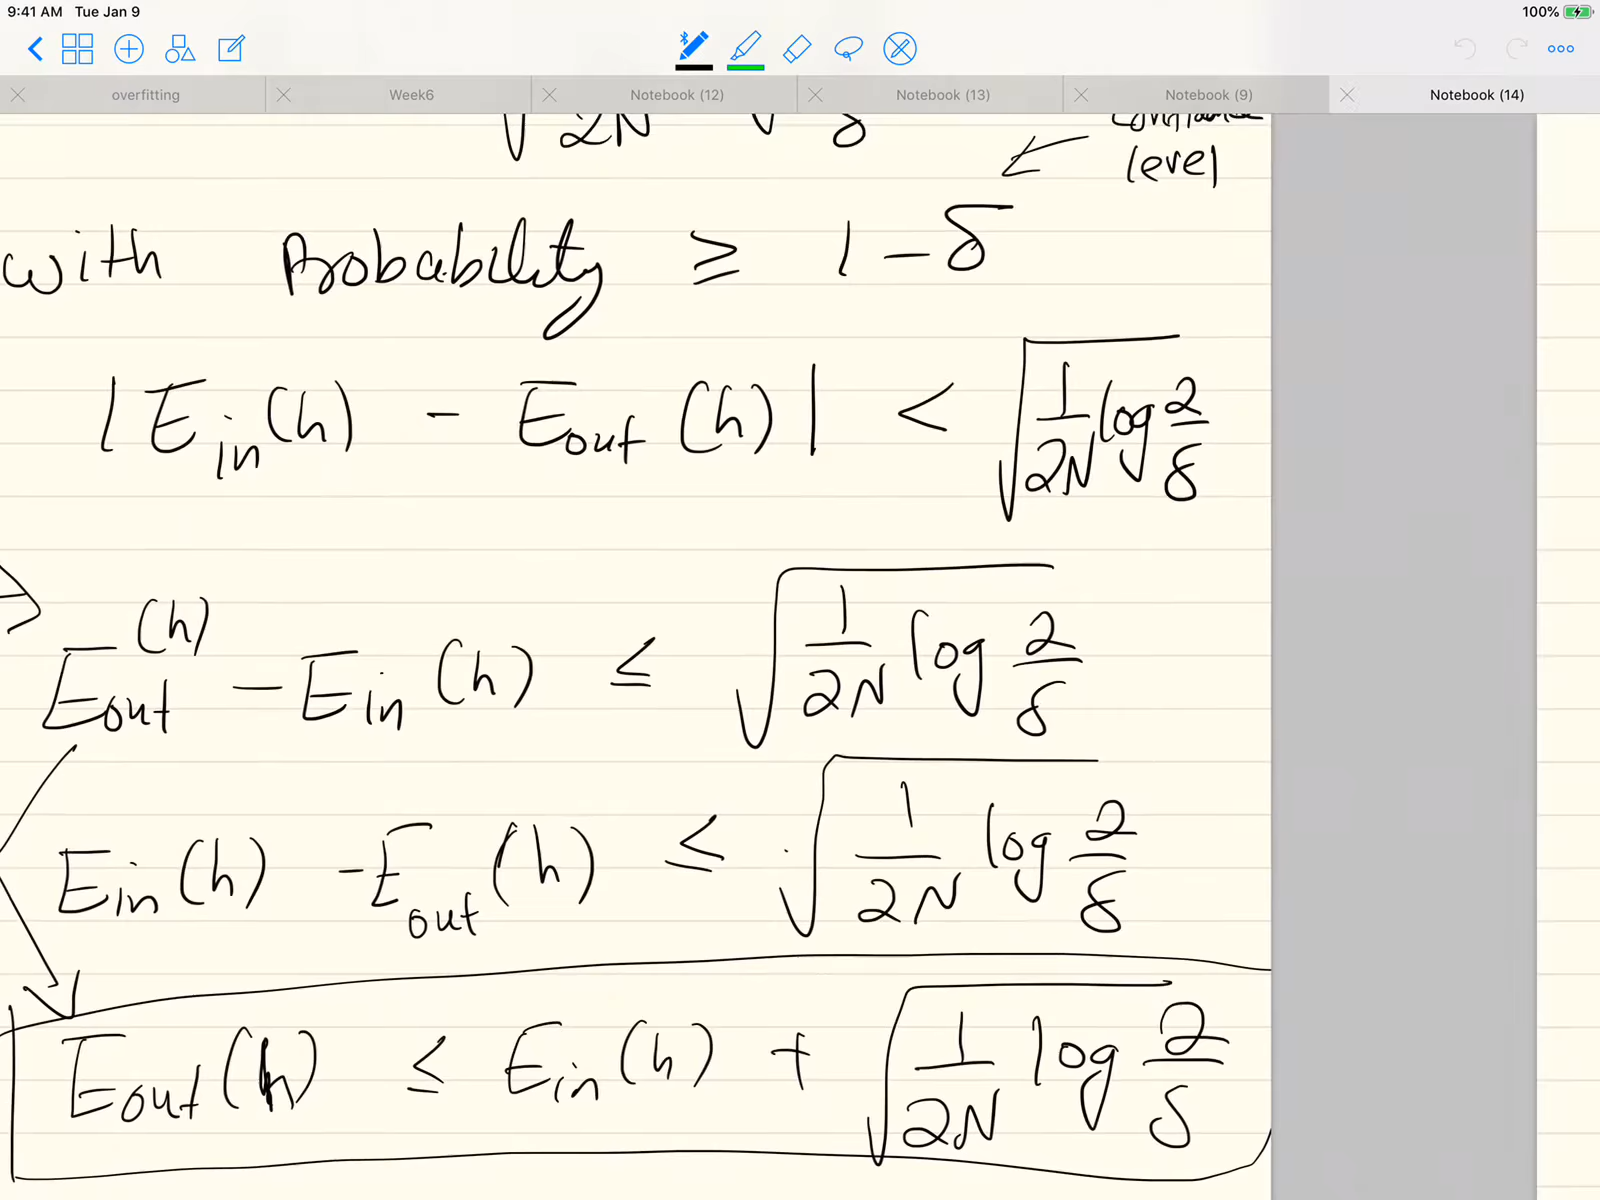 9:41 AM Tue Jan 9 100%
overfitting Week6 Notebook (12) Notebook (13) Notebook (9) Notebook (14)
√ 2N √ δ
level
with Probability ≥ 1 - δ
| E_in (h) - E_out (h) | < √(1/2N log 2/δ)
E_out (h) - E_in (h) ≤ √(1/2N log 2/δ)
E_in (h) - E_out (h) ≤ √(1/2N log 2/δ)
E_out (h) ≤ E_in (h) + √(1/2N log 2/δ)